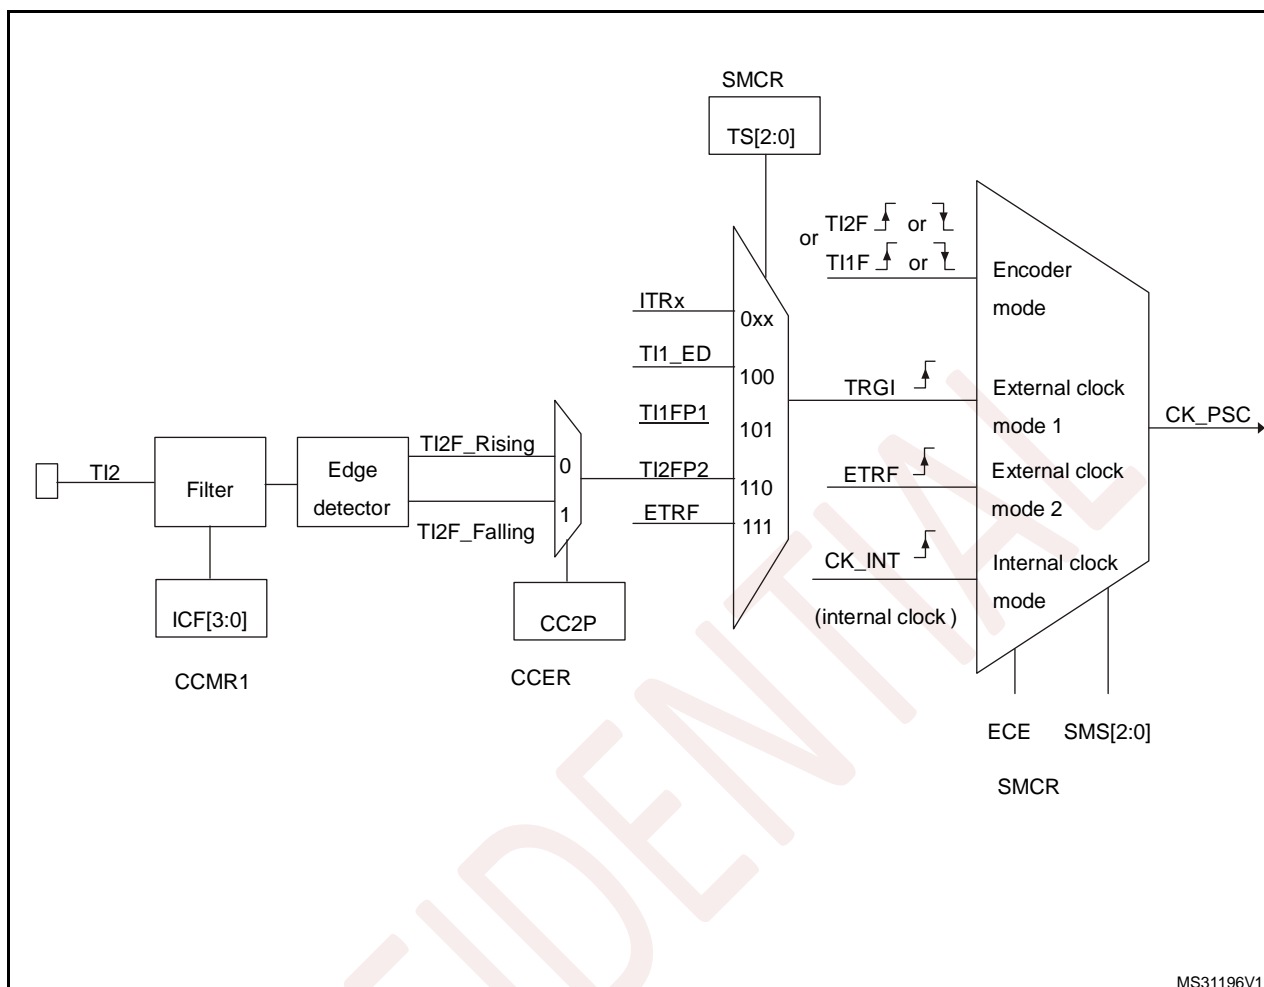 SMCR
TS[2:0]
or TI2F or
TI1F or
Encoder
mode
ITRx
0xx
TI1_ED
100
TRGI
External clock
mode 1
CK_PSC
TI1FP1
101
TI2
Filter
Edge
detector
TI2F_Rising
TI2F_Falling
0
1
TI2FP2
110
ETRF
111
ETRF
External clock
mode 2
CK_INT
(internal clock )
Internal clock
mode
ICF[3:0]
CCMR1
CC2P
CCER
ECE SMS[2:0]
SMCR
FIDENTIAL
MS31196V1